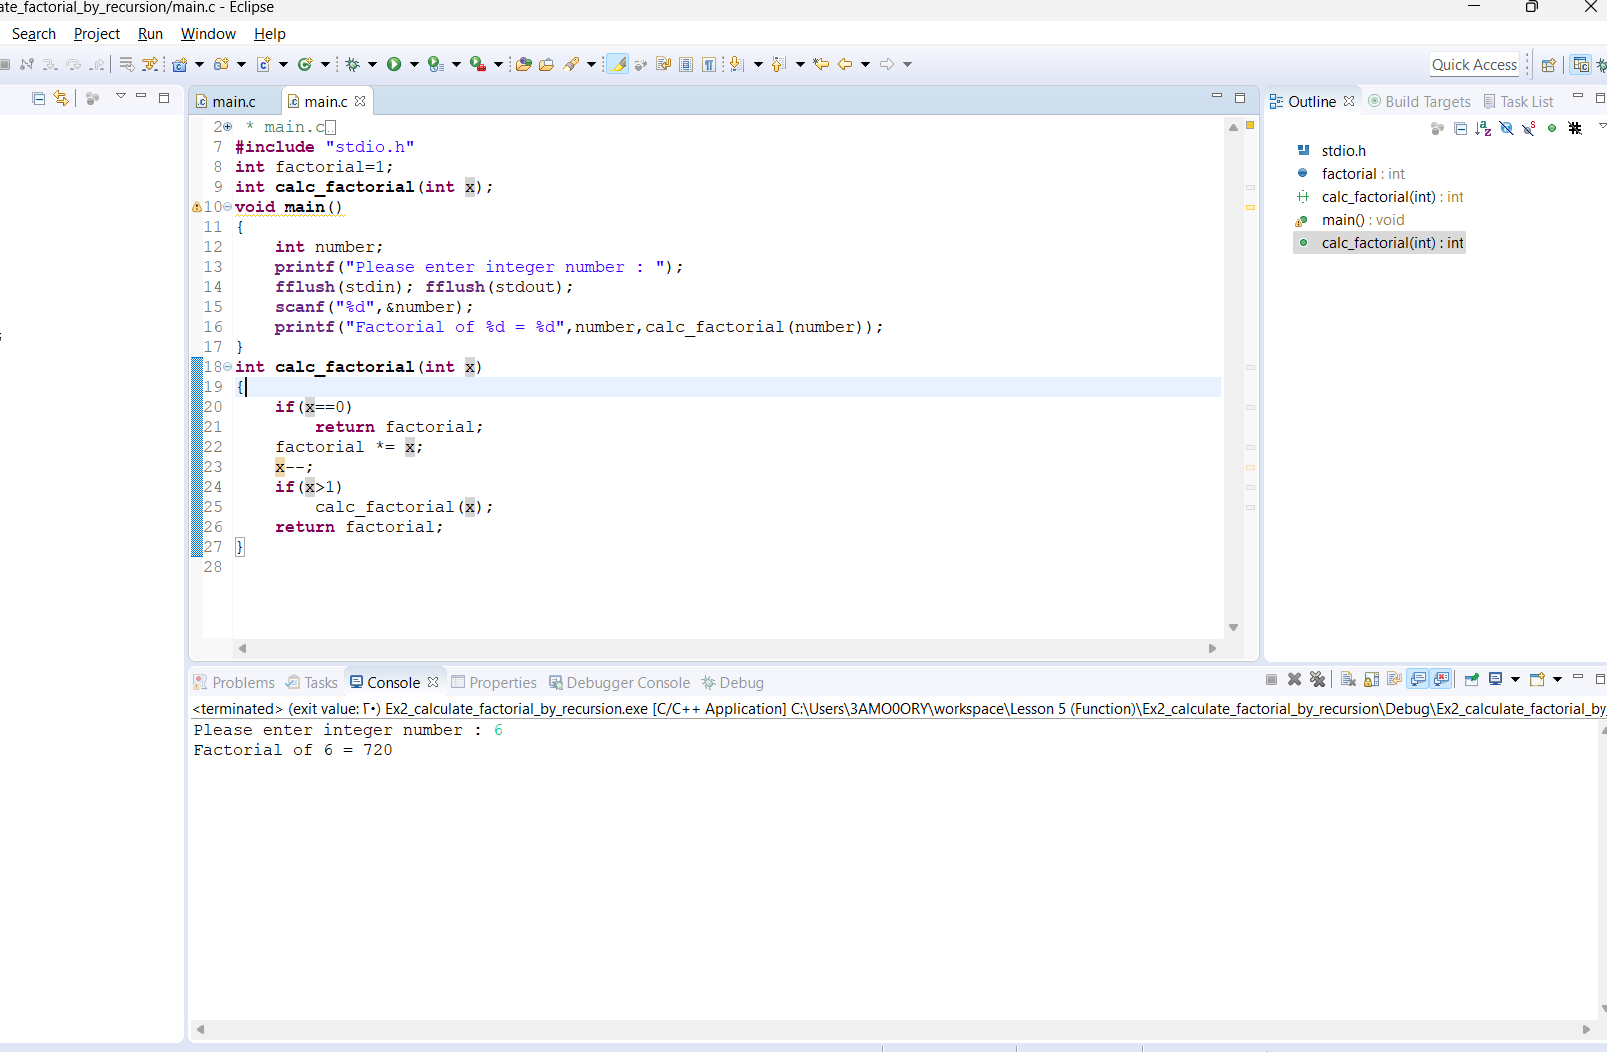 ate_factorial_by_recursion/main.c - Eclipse
Search Project Run Window Help
Quick Access
main.c
main.c
2 * main.c
7 #include "stdio.h"
8 int factorial=1;
9 int calc_factorial(int x);
10 void main()
11 {
12 int number;
13 printf("Please enter integer number : ");
14 fflush(stdin); fflush(stdout);
15 scanf("%d",&number);
16 printf("Factorial of %d = %d",number,calc_factorial(number));
17 }
18 int calc_factorial(int x)
19 {
20 if(x==0)
21 return factorial;
22 factorial *= x;
23 x--;
24 if(x>1)
25 calc_factorial(x);
26 return factorial;
27 }
28
Outline Build Targets Task List
stdio.h
factorial : int
calc_factorial(int) : int
main() : void
calc_factorial(int) : int
Problems Tasks Console Properties Debugger Console Debug
<terminated> (exit value: Γ•) Ex2_calculate_factorial_by_recursion.exe [C/C++ Application] C:\Users\3AMO0ORY\workspace\Lesson 5 (Function)\Ex2_calculate_factorial_by_recursion\Debug\Ex2_calculate_factorial_by_
Please enter integer number : 6
Factorial of 6 = 720